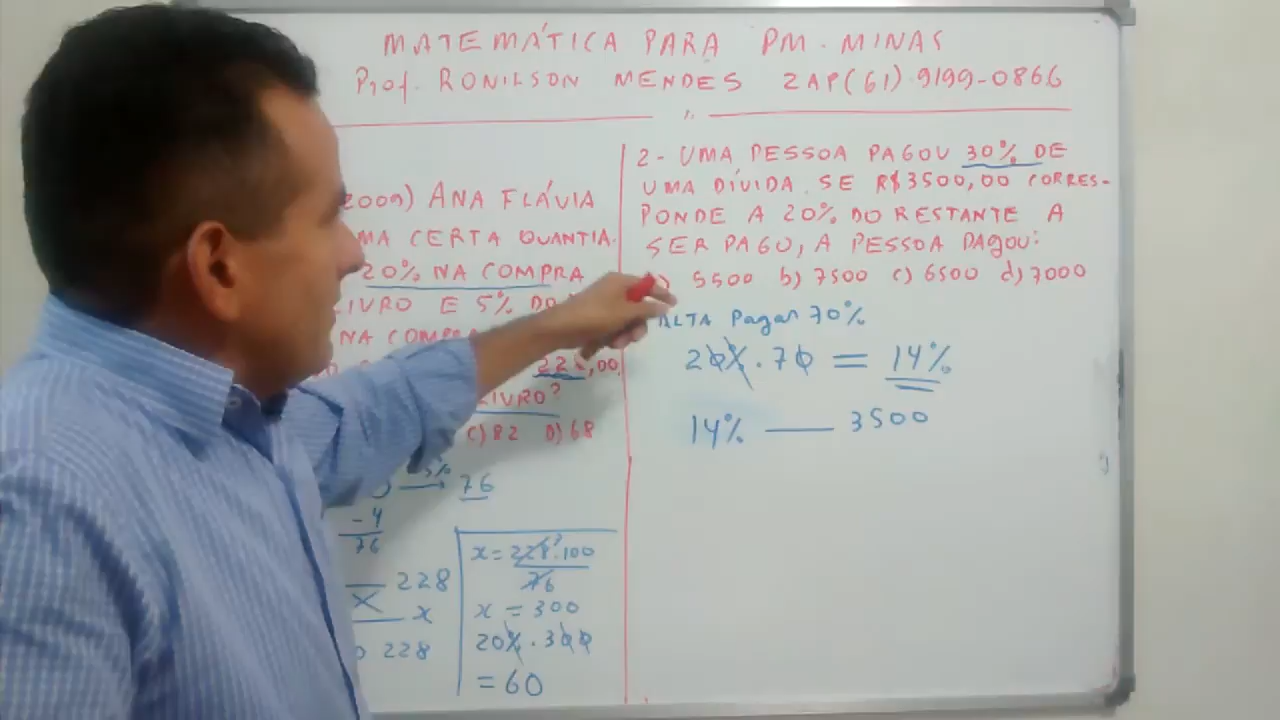 MATEMÁTICA PARA PM. MINAS
Prof. RONILSON MENDES ZAP(61) 9199-0866
2009) ANA FLÁVIA
MA CERTA QUANTIA.
20% NA COMPRA
LIVRO E 5% DO
NA COMPRA
228,00
LIVRO?
C) 82 D) 68
5% 76
- 4
76
228
X x
228
x = 228.100
76
x = 300
20% . 300
= 60
2- UMA PESSOA PAGOU 30% DE
UMA DÍVIDA. SE R$3500,00 CORRES-
PONDE A 20% DO RESTANTE A
SER PAGO, A PESSOA PAGOU:
) 5500 b) 7500 c) 6500 d) 7000
ALTA Pagar 70%
20% . 70 = 14%
14% 3500